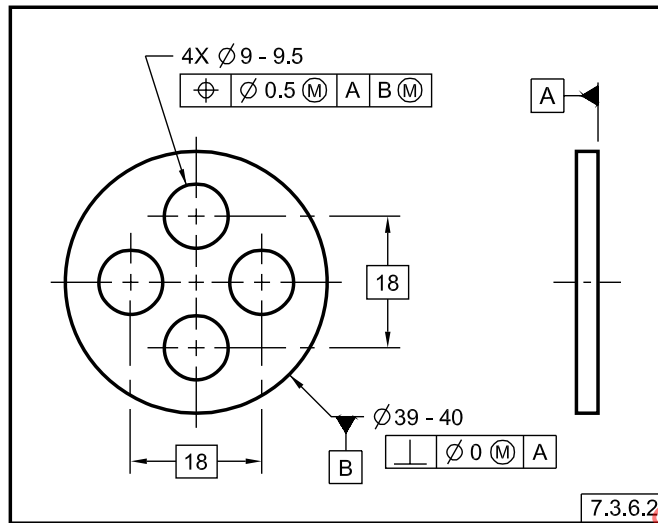 4X ∅ 9 - 9.5
⌖ ∅ 0.5 Ⓜ A B Ⓜ
A
18
∅ 39 - 40
18
B
⟂ ∅ 0 Ⓜ A
7.3.6.2